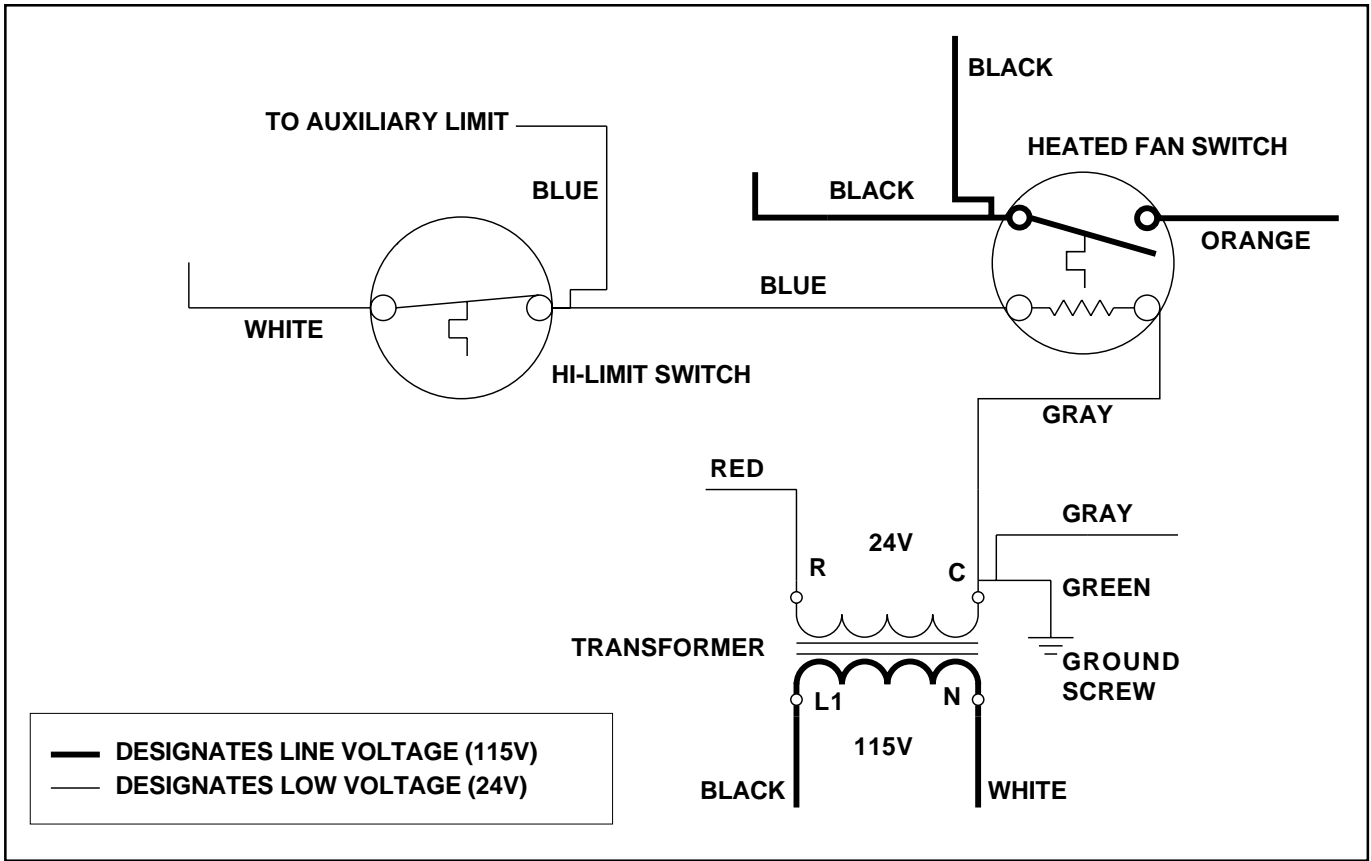 BLACK
TO AUXILIARY LIMIT
HEATED FAN SWITCH
BLUE
BLACK
ORANGE
BLUE
WHITE
HI-LIMIT SWITCH
GRAY
RED
GRAY
24V
R
C
GREEN
TRANSFORMER
GROUND
SCREW
L1
N
115V
BLACK
WHITE
DESIGNATES LINE VOLTAGE (115V)
DESIGNATES LOW VOLTAGE (24V)